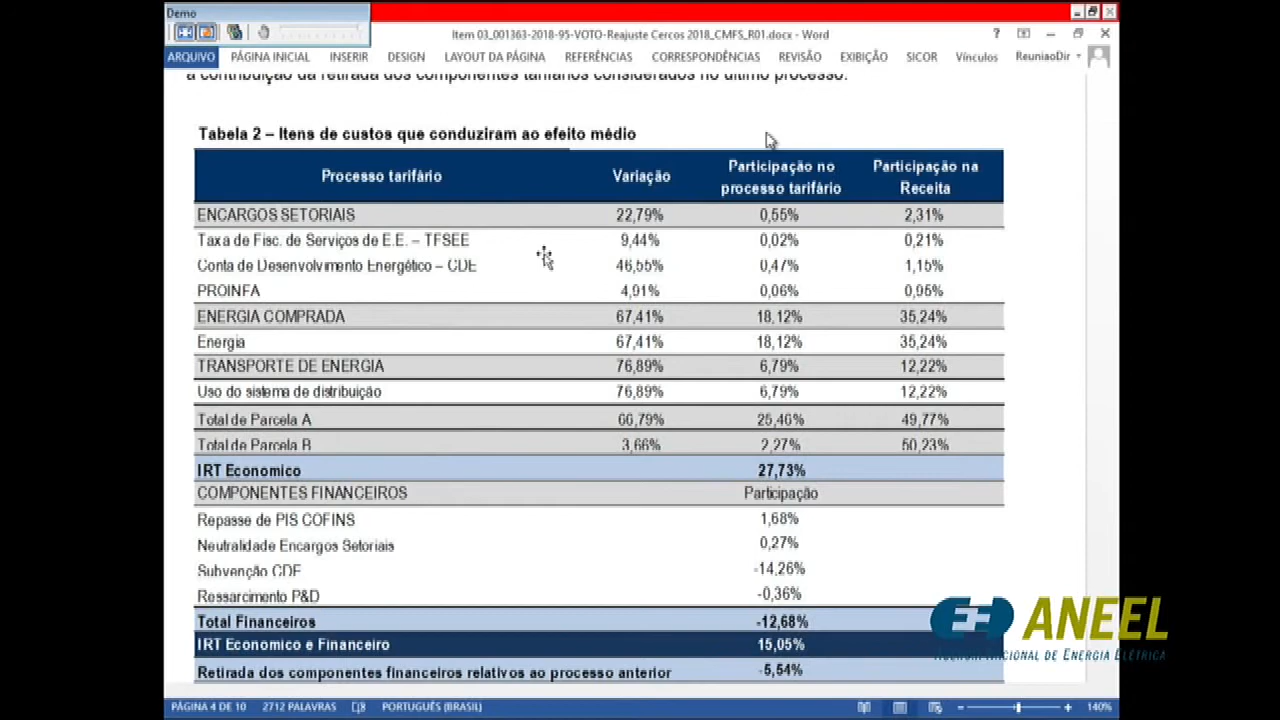 Demo
Item 03_001363-2018-95-VOTO-Reajuste Cercos 2018_CMFS_R01.docx - Word
ARQUIVO PÁGINA INICIAL INSERIR DESIGN LAYOUT DA PÁGINA REFERÊNCIAS CORRESPONDÊNCIAS REVISÃO EXIBIÇÃO SICOR Vínculos ReuniaoDir
a contribuição da retirada dos componentes tarifários considerados no último processo.
Tabela 2 – Itens de custos que conduziram ao efeito médio
Processo tarifário Variação Participação no processo tarifário Participação na Receita
ENCARGOS SETORIAIS 22,79% 0,55% 2,31%
Taxa de Fisc. de Serviços de E.E. – TFSEE 9,44% 0,02% 0,21%
Conta de Desenvolvimento Energético – CDE 46,55% 0,47% 1,15%
PROINFA 4,91% 0,06% 0,95%
ENERGIA COMPRADA 67,41% 18,12% 35,24%
Energia 67,41% 18,12% 35,24%
TRANSPORTE DE ENERGIA 76,89% 6,79% 12,22%
Uso do sistema de distribuição 76,89% 6,79% 12,22%
Total de Parcela A 66,79% 25,46% 49,77%
Total de Parcela B 3,66% 2,27% 50,23%
IRT Economico 27,73%
COMPONENTES FINANCEIROS Participação
Repasse de PIS COFINS 1,68%
Neutralidade Encargos Setoriais 0,27%
Subvenção CDE -14,26%
Ressarcimento P&D -0,36%
Total Financeiros -12,68%
IRT Economico e Financeiro 15,05%
Retirada dos componentes financeiros relativos ao processo anterior -5,54%
ANEEL
AGÊNCIA NACIONAL DE ENERGIA ELÉTRICA
PÁGINA 4 DE 10 2712 PALAVRAS PORTUGUÊS (BRASIL) 140%